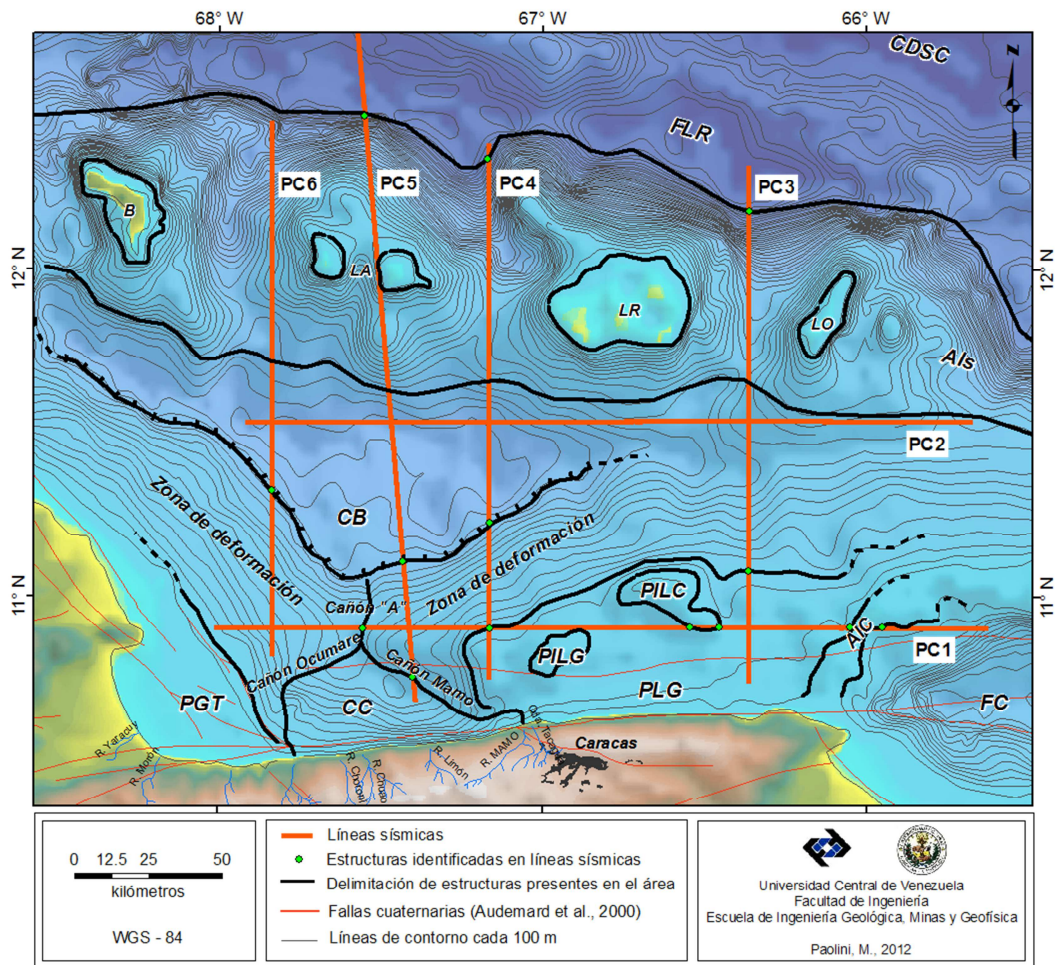 68° W
67° W
66° W
CDSC
FLR
PC6
PC5
PC4
PC3
B
12° N
LA
LR
LO
12° N
AIs
PC2
Zona de deformación
CB
Zona de deformación
11° N
Cañón "A"
PILC
11° N
Cañón Ocumare
Cañón Mamo
PILG
AIC
PC1
PGT
CC
PLG
FC
R. Yaracuy
R. Morón
R. Choroní
R. Chuao
R. Limón
R. MAMO
Caracas
0 12.5 25 50
kilómetros
WGS - 84
Líneas sísmicas
Estructuras identificadas en líneas sísmicas
Delimitación de estructuras presentes en el área
Fallas cuaternarias (Audemard et al., 2000)
Líneas de contorno cada 100 m
Universidad Central de Venezuela
Facultad de Ingeniería
Escuela de Ingeniería Geológica, Minas y Geofísica
Paolini, M., 2012